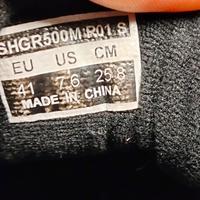 SHGR500M R01 S
EU US CM
41 7.6 25.8
MADE IN CHINA